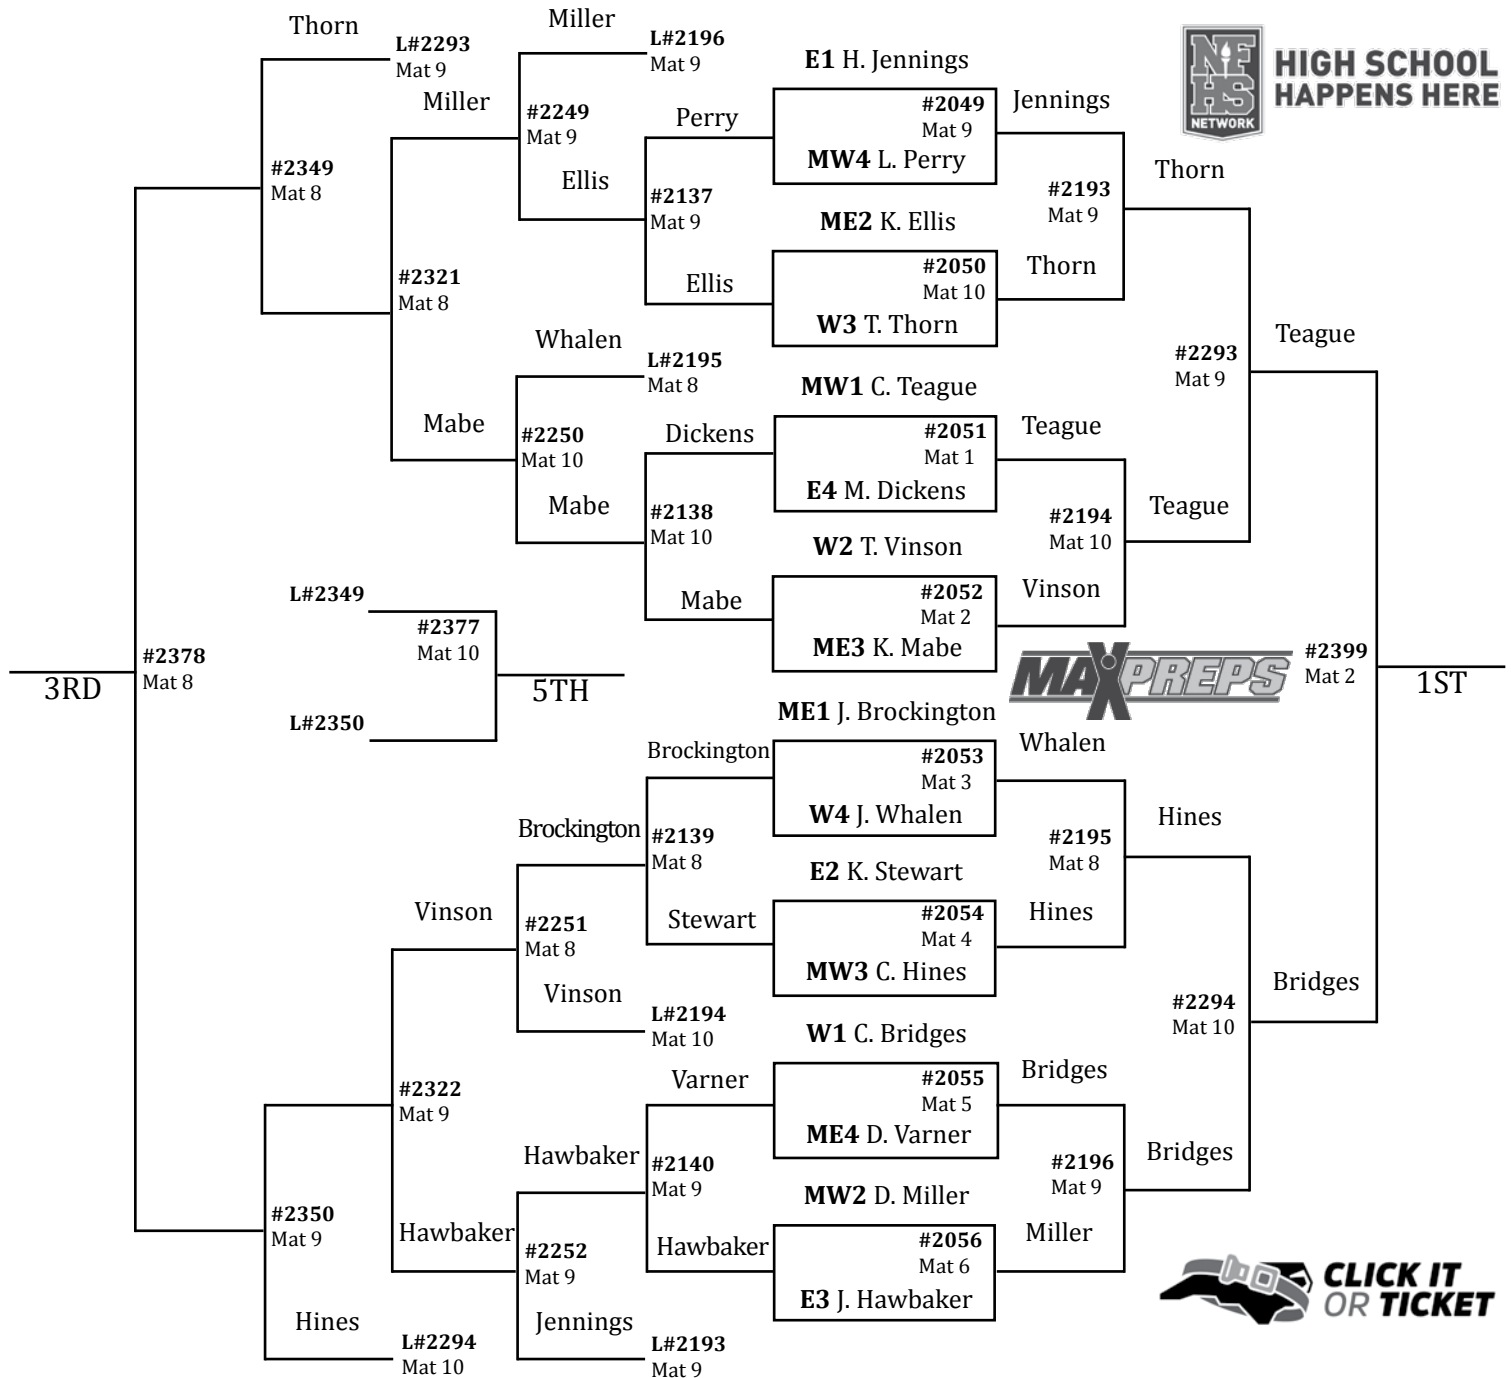 Thorn
L#2293
Mat 9
Miller
L#2196
Mat 9
E1 H. Jennings
NFHS
NETWORK
HIGH SCHOOL
HAPPENS HERE
Miller
#2249
Mat 9
Perry
#2049
Mat 9
Jennings
MW4 L. Perry
#2349
Mat 8
Ellis
#2137
Mat 9
#2193
Mat 9
Thorn
ME2 K. Ellis
#2321
Mat 8
Ellis
#2050
Mat 10
Thorn
W3 T. Thorn
Whalen
L#2195
Mat 8
#2293
Mat 9
Teague
MW1 C. Teague
Mabe
#2250
Mat 10
Dickens
#2051
Mat 1
Teague
E4 M. Dickens
Mabe
#2138
Mat 10
#2194
Mat 10
Teague
W2 T. Vinson
L#2349
Mabe
#2052
Mat 2
Vinson
ME3 K. Mabe
#2377
Mat 10
#2378
Mat 8
3RD
5TH
MAXPREPS
#2399
Mat 2
1ST
L#2350
ME1 J. Brockington
Brockington
#2053
Mat 3
Whalen
W4 J. Whalen
Brockington
#2139
Mat 8
#2195
Mat 8
Hines
E2 K. Stewart
Vinson
#2251
Mat 8
Stewart
#2054
Mat 4
Hines
MW3 C. Hines
Vinson
L#2194
Mat 10
#2294
Mat 10
Bridges
W1 C. Bridges
#2322
Mat 9
Varner
#2055
Mat 5
Bridges
ME4 D. Varner
Hawbaker
#2140
Mat 9
#2196
Mat 9
Bridges
MW2 D. Miller
#2350
Mat 9
Hawbaker
#2252
Mat 9
Hawbaker
#2056
Mat 6
Miller
E3 J. Hawbaker
CLICK IT
OR TICKET
Hines
L#2294
Mat 10
Jennings
L#2193
Mat 9